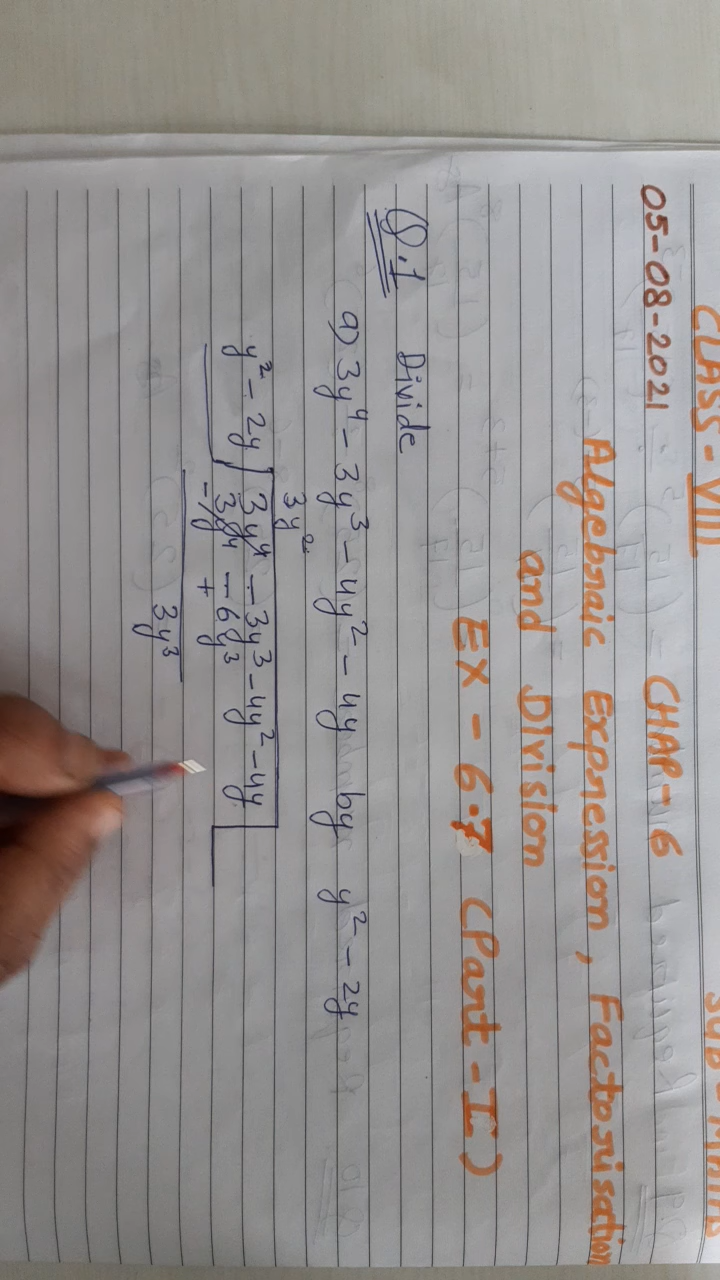 CLASS - VIII
05-08-2021 CHAP-6
Algebraic Expression, Factorisation
and Division
EX - 6.7 (Part - I)
Q.1 Divide
a) 3y⁴ - 3y³ - 4y² - 4y by y² - 2y
3y²
y² - 2y 3y⁴ - 3y³ - 4y² - 4y
3y⁴ - 6y³
- +
3y³